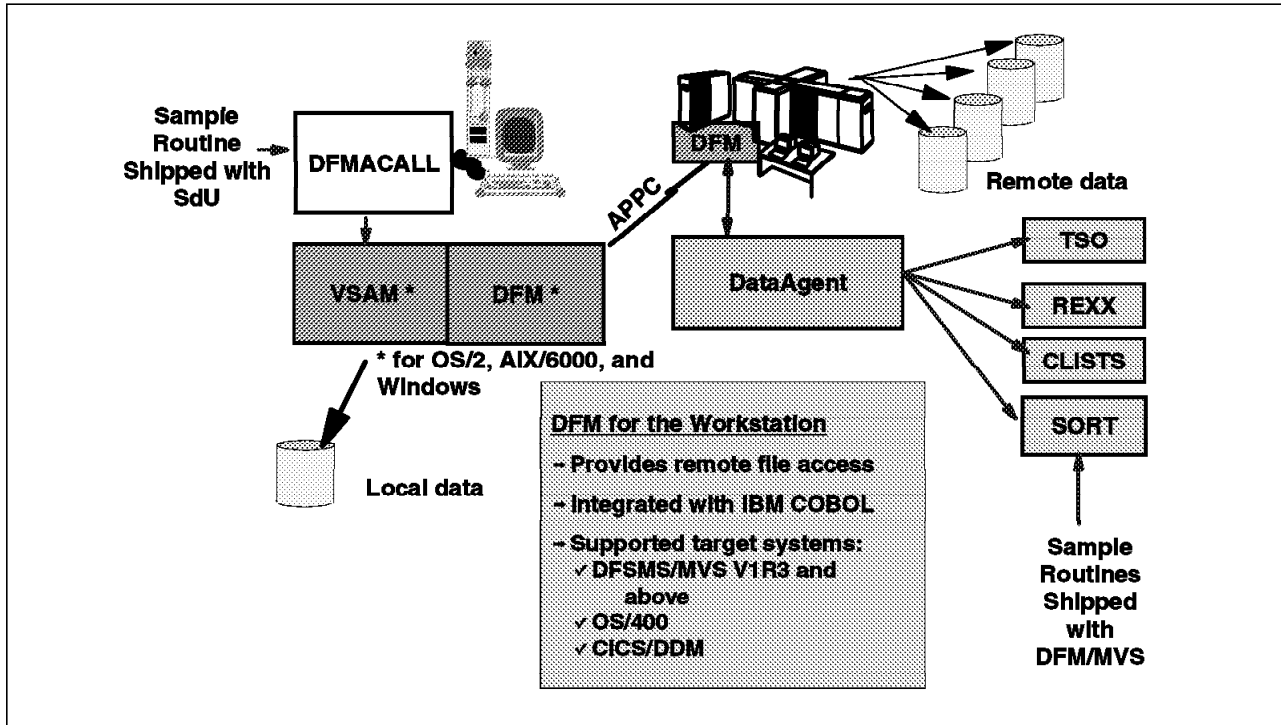 Sample
Routine
Shipped with
SdU
DFMACALL
DFM
APPC
Remote data
VSAM *
DFM *
DataAgent
TSO
REXX
CLISTS
SORT
* for OS/2, AIX/6000, and
Windows
Local data
DFM for the Workstation
- Provides remote file access
- Integrated with IBM COBOL
- Supported target systems:
✓ DFSMS/MVS V1R3 and
above
✓ OS/400
✓ CICS/DDM
Sample
Routines
Shipped
with
DFM/MVS